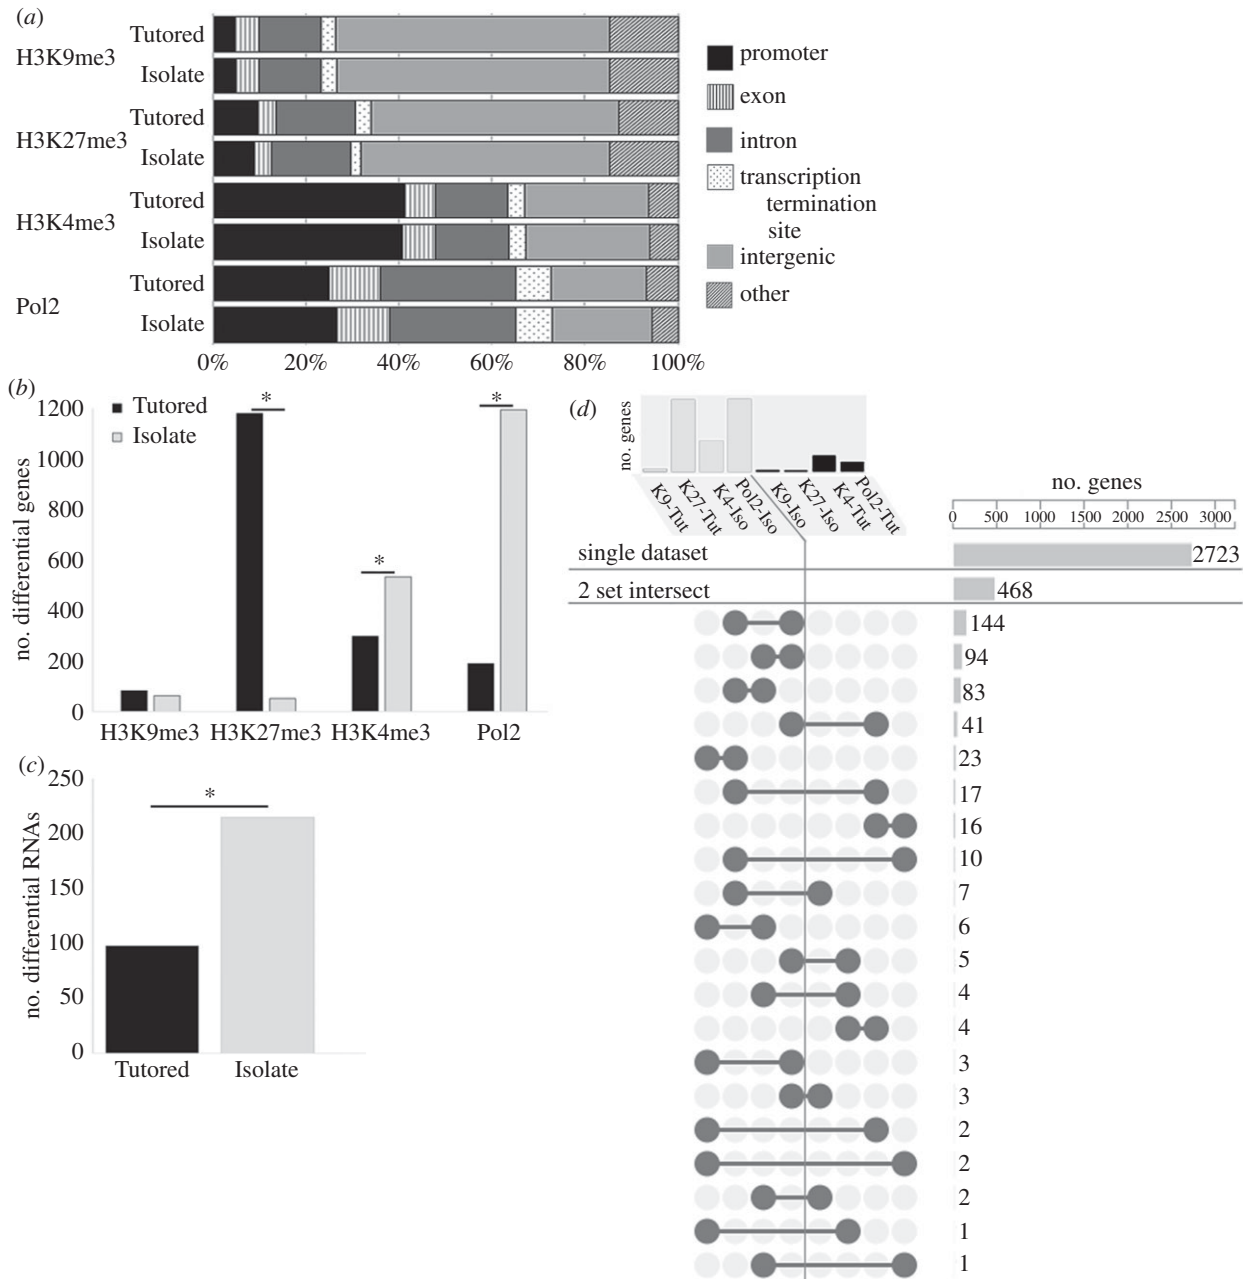 (a)
H3K9me3
Tutored
Isolate
H3K27me3
Tutored
Isolate
H3K4me3
Tutored
Isolate
Pol2
Tutored
Isolate
0% 20% 40% 60% 80% 100%
promoter
exon
intron
transcription
termination
site
intergenic
other
(b)
Tutored
Isolate
no. differential genes
1200
1000
800
600
400
200
0
*
*
*
H3K9me3 H3K27me3 H3K4me3 Pol2
(c)
no. differential RNAs
250
200
150
100
50
0
*
Tutored Isolate
(d)
no. genes
K9-Tut
K27-Tut
K4-Iso
Pol2-Iso
K9-Iso
K27-Iso
K4-Tut
Pol2-Tut
no. genes
0 500 1000 1500 2000 2500 3000
single dataset 2723
2 set intersect 468
144
94
83
41
23
17
16
10
7
6
5
4
4
3
3
2
2
2
1
1